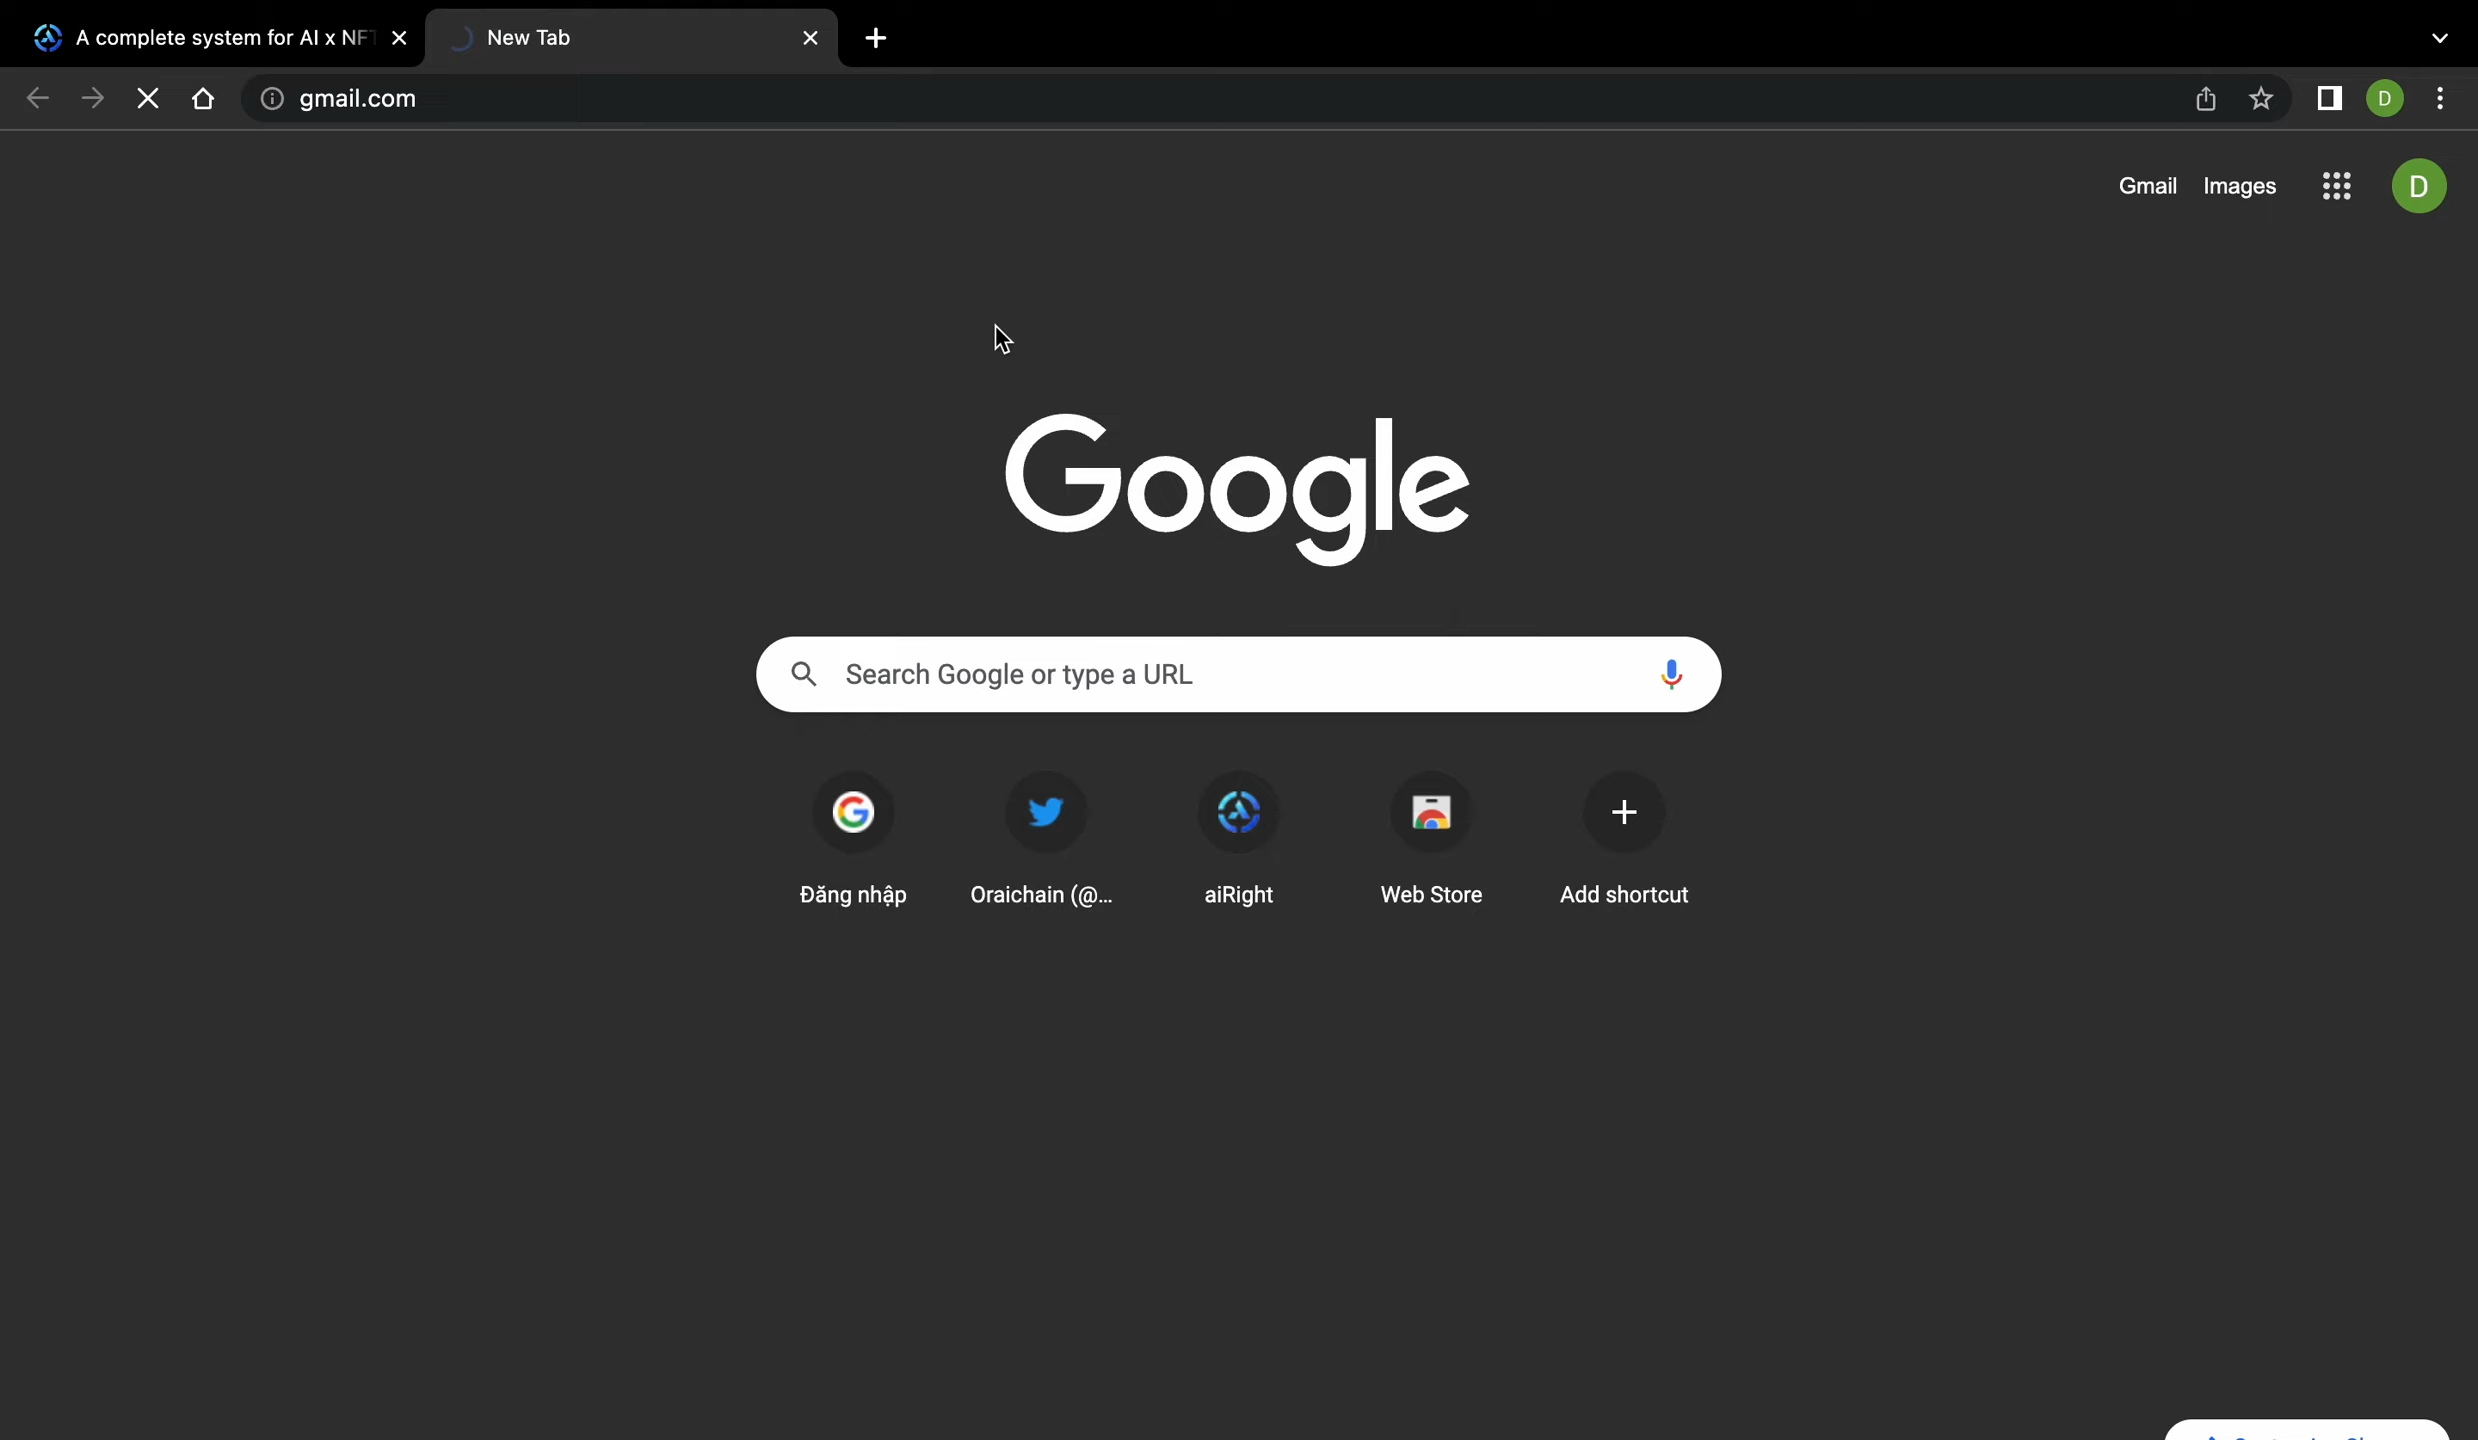 A complete system for AI x NFT
New Tab
gmail.com
D
Gmail Images
D
Google
Search Google or type a URL
Đăng nhập
Oraichain (@...
aiRight
Web Store
Add shortcut